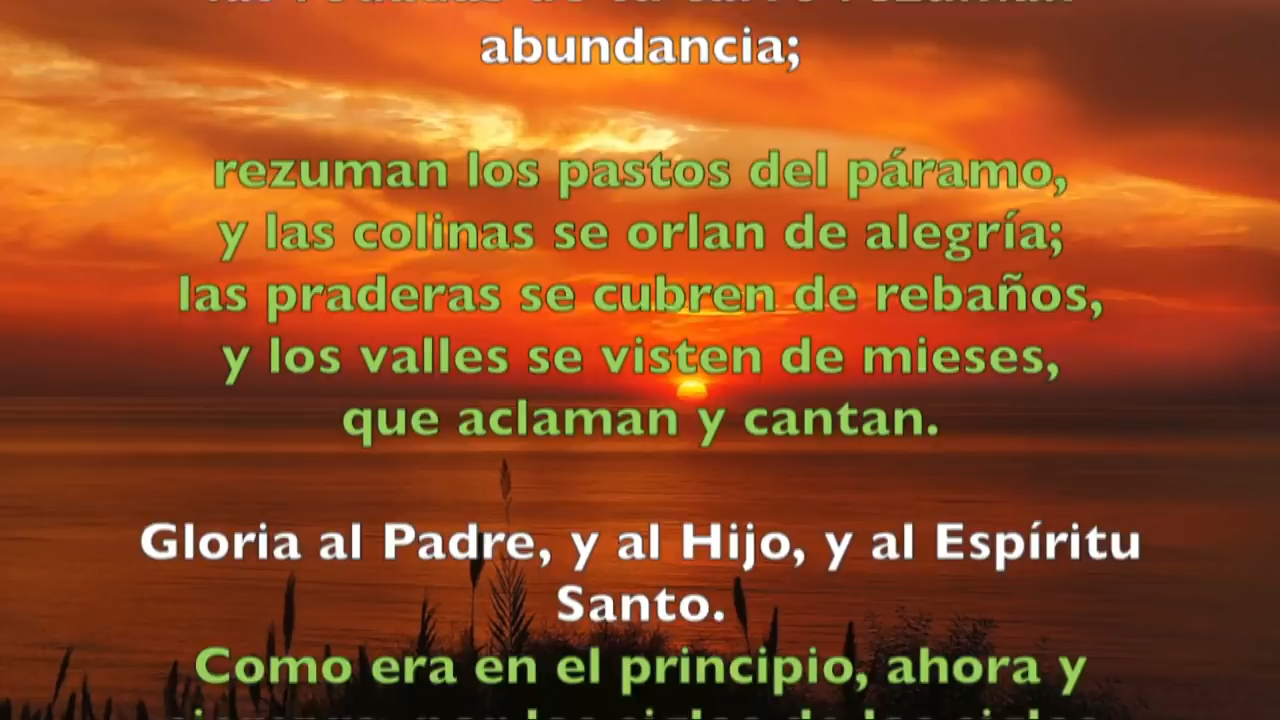 abundancia;
rezuman los pastos del páramo,
y las colinas se orlan de alegría;
las praderas se cubren de rebaños,
y los valles se visten de mieses,
que aclaman y cantan.
Gloria al Padre, y al Hijo, y al Espíritu
Santo.
Como era en el principio, ahora y